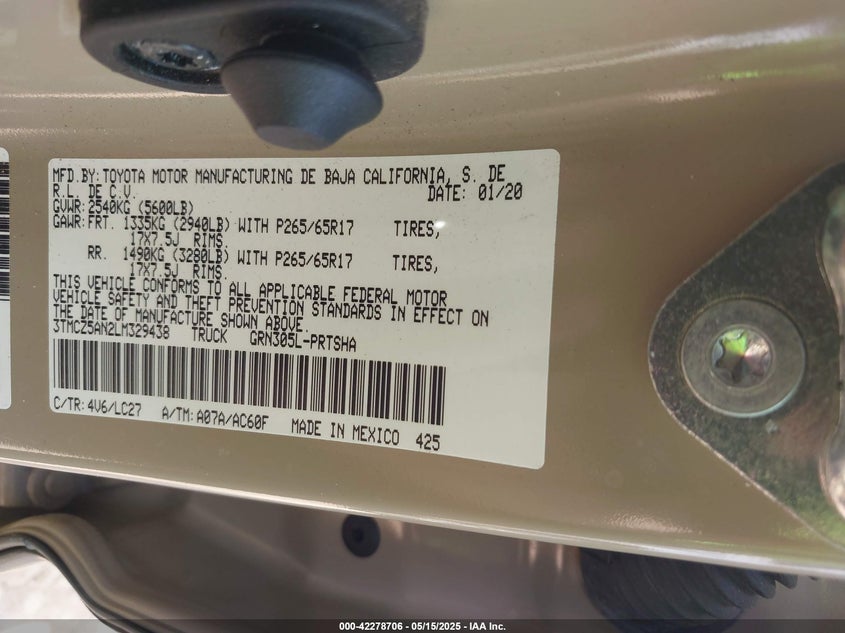 MFD.BY: TOYOTA MOTOR MANUFACTURING DE BAJA CALIFORNIA, S. DE
R.L. DE C.V. DATE: 01/20
GVWR: 2540KG (5600LB)
GAWR: FRT. 1335KG (2940LB) WITH P265/65R17 TIRES,
17X7.5J RIMS.
RR. 1490KG (3280LB) WITH P265/65R17 TIRES,
17X7.5J RIMS.
THIS VEHICLE CONFORMS TO ALL APPLICABLE FEDERAL MOTOR
VEHICLE SAFETY AND THEFT PREVENTION STANDARDS IN EFFECT ON
THE DATE OF MANUFACTURE SHOWN ABOVE.
3TMCZ5AN2LM329438 TRUCK GRN305L-PRTSHA
C/TR: 4V6/LC27 A/TM: A07A/AC60F MADE IN MEXICO 425
000-42278706 - 05/15/2025 - IAA Inc.